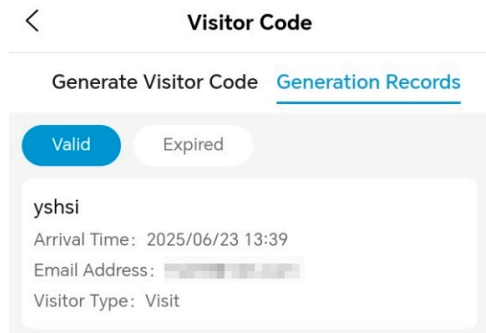 Visitor Code
Generate Visitor Code Generation Records
Valid Expired
yshsi
Arrival Time: 2025/06/23 13:39
Email Address:
Visitor Type: Visit